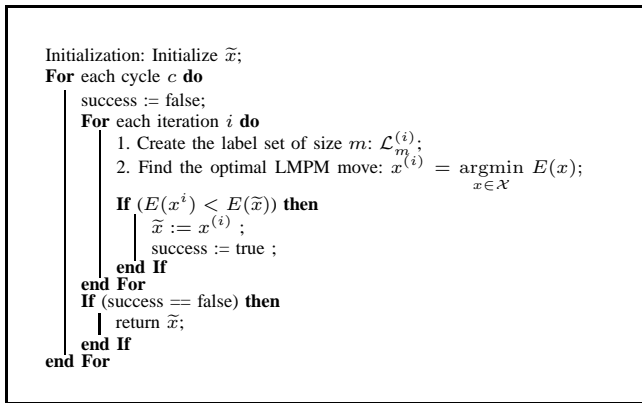 Initialization: Initialize x̃;
For each cycle c do
success := false;
For each iteration i do
1. Create the label set of size m: ℒₘ⁽ⁱ⁾;
2. Find the optimal LMPM move: x⁽ⁱ⁾ = argmin E(x);
x∈𝒳
If (E(xⁱ) < E(x̃)) then
x̃ := x⁽ⁱ⁾ ;
success := true ;
end If
end For
If (success == false) then
return x̃;
end If
end For